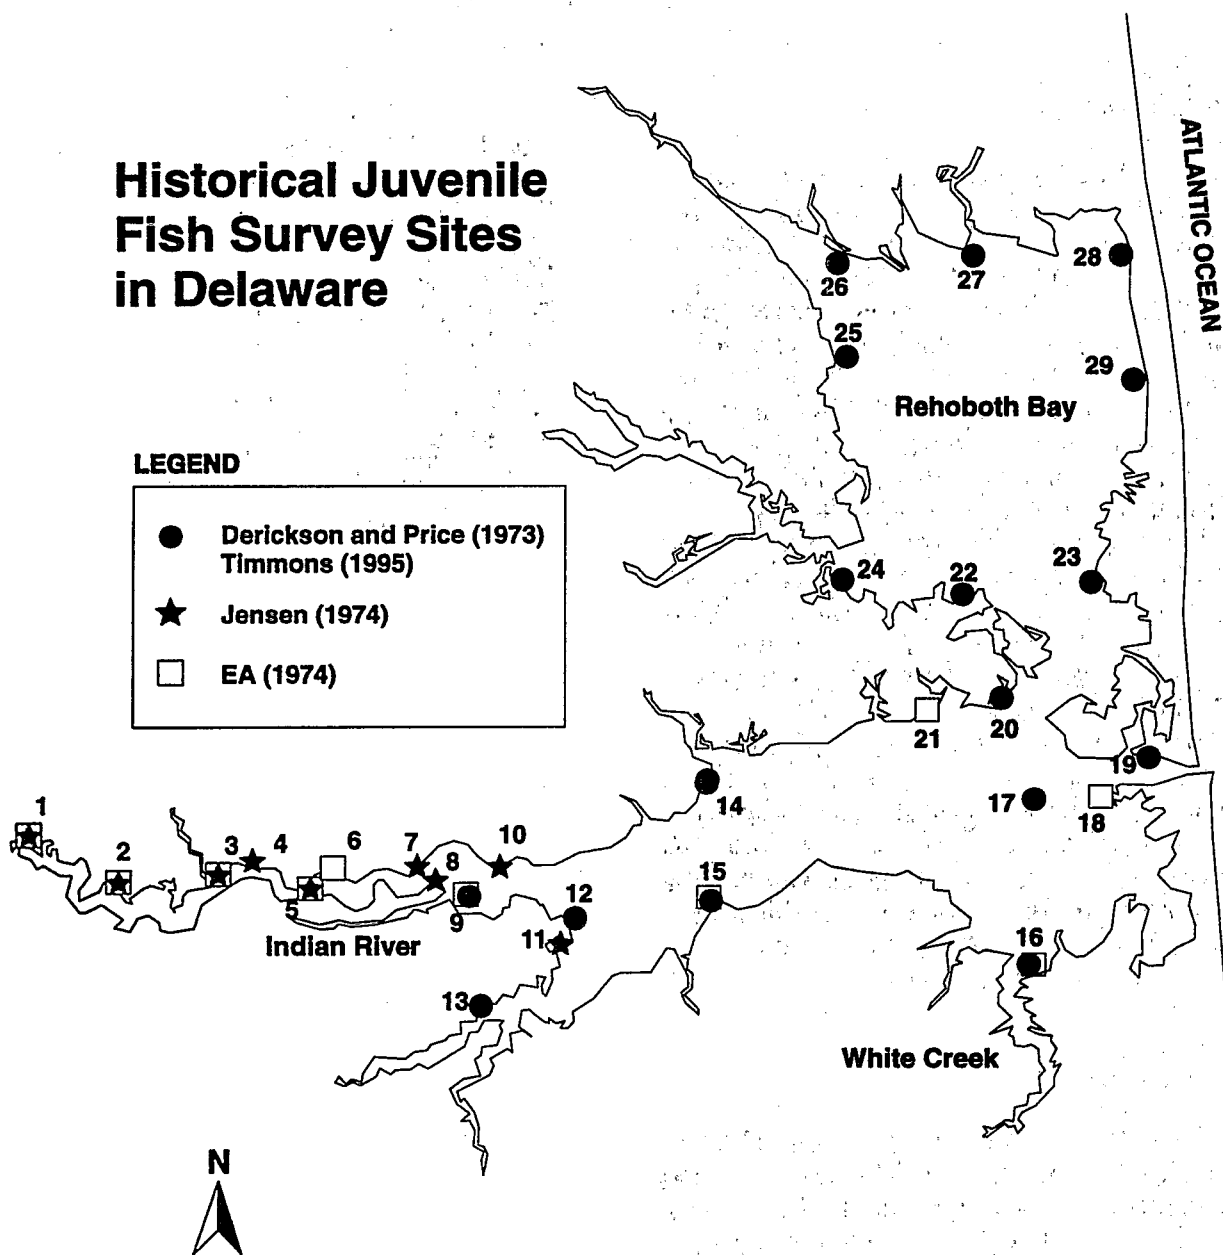 Historical Juvenile
Fish Survey Sites
in Delaware
ATLANTIC OCEAN
28
26
27
25
29
Rehoboth Bay
LEGEND
Derickson and Price (1973)
Timmons (1995)
Jensen (1974)
EA (1974)
24
22
23
21
20
19
14
17
18
1
2
3
4
6
7
8
10
5
9
12
15
11
Indian River
16
13
White Creek
N